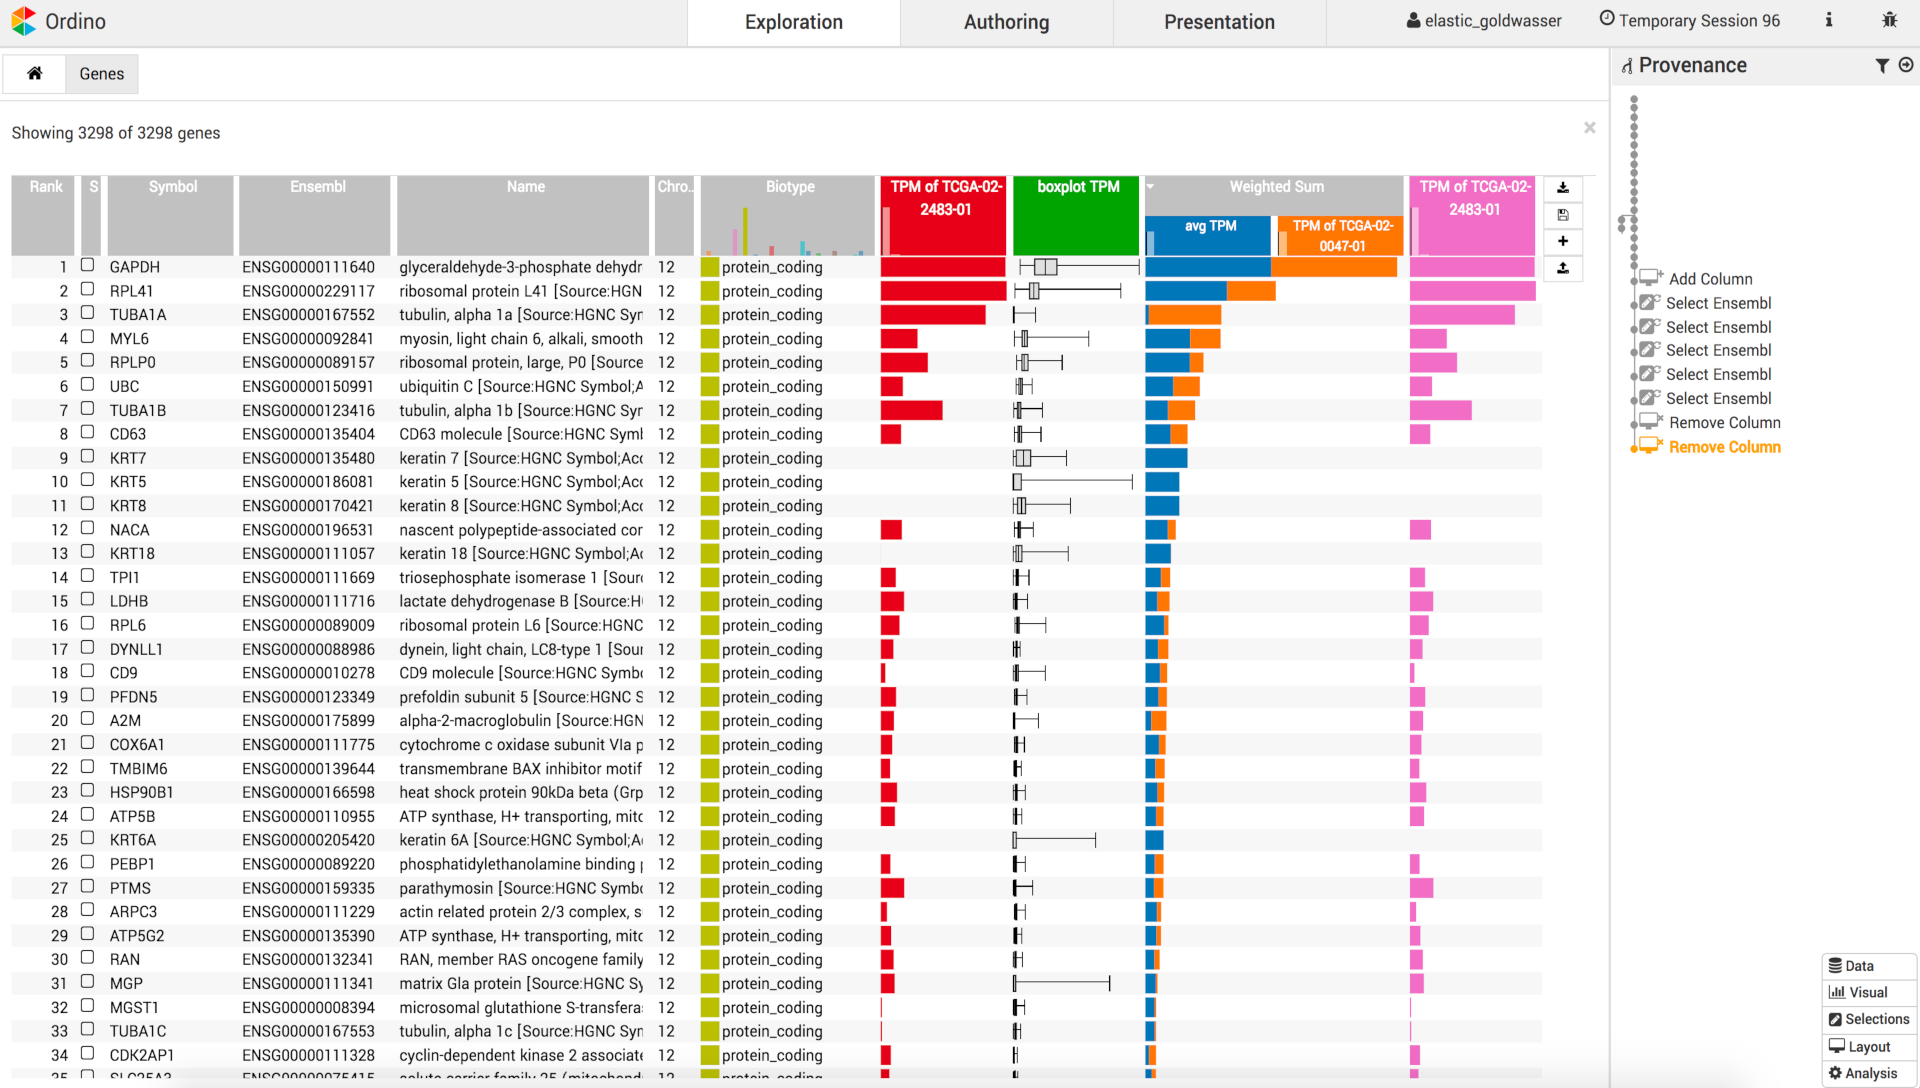 Ordino
Exploration
Authoring
Presentation
elastic_goldwasser
Temporary Session 96
Genes
Provenance
Showing 3298 of 3298 genes
Rank S Symbol Ensembl Name Chro.. Biotype TPM of TCGA-02-2483-01 boxplot TPM Weighted Sum TPM of TCGA-02-2483-01
avg TPM TPM of TCGA-02-0047-01
1 GAPDH ENSG00000111640 glyceraldehyde-3-phosphate dehydr 12 protein_coding
2 RPL41 ENSG00000229117 ribosomal protein L41 [Source:HGN 12 protein_coding
3 TUBA1A ENSG00000167552 tubulin, alpha 1a [Source:HGNC Syr 12 protein_coding
4 MYL6 ENSG00000092841 myosin, light chain 6, alkali, smooth 12 protein_coding
5 RPLP0 ENSG00000089157 ribosomal protein, large, P0 [Source 12 protein_coding
6 UBC ENSG00000150991 ubiquitin C [Source:HGNC Symbol;A 12 protein_coding
7 TUBA1B ENSG00000123416 tubulin, alpha 1b [Source:HGNC Syr 12 protein_coding
8 CD63 ENSG00000135404 CD63 molecule [Source:HGNC Syml 12 protein_coding
9 KRT7 ENSG00000135480 keratin 7 [Source:HGNC Symbol;Acc 12 protein_coding
10 KRT5 ENSG00000186081 keratin 5 [Source:HGNC Symbol;Acc 12 protein_coding
11 KRT8 ENSG00000170421 keratin 8 [Source:HGNC Symbol;Acc 12 protein_coding
12 NACA ENSG00000196531 nascent polypeptide-associated cor 12 protein_coding
13 KRT18 ENSG00000111057 keratin 18 [Source:HGNC Symbol;Ac 12 protein_coding
14 TPI1 ENSG00000111669 triosephosphate isomerase 1 [Sourc 12 protein_coding
15 LDHB ENSG00000111716 lactate dehydrogenase B [Source:H 12 protein_coding
16 RPL6 ENSG00000089009 ribosomal protein L6 [Source:HGNC 12 protein_coding
17 DYNLL1 ENSG00000088986 dynein, light chain, LC8-type 1 [Sour 12 protein_coding
18 CD9 ENSG00000010278 CD9 molecule [Source:HGNC Symbc 12 protein_coding
19 PFDN5 ENSG00000123349 prefoldin subunit 5 [Source:HGNC S 12 protein_coding
20 A2M ENSG00000175899 alpha-2-macroglobulin [Source:HGN 12 protein_coding
21 COX6A1 ENSG00000111775 cytochrome c oxidase subunit VIa p 12 protein_coding
22 TMBIM6 ENSG00000139644 transmembrane BAX inhibitor motif 12 protein_coding
23 HSP90B1 ENSG00000166598 heat shock protein 90kDa beta (Grp 12 protein_coding
24 ATP5B ENSG00000110955 ATP synthase, H+ transporting, mitc 12 protein_coding
25 KRT6A ENSG00000205420 keratin 6A [Source:HGNC Symbol;A 12 protein_coding
26 PEBP1 ENSG00000089220 phosphatidylethanolamine binding p 12 protein_coding
27 PTMS ENSG00000159335 parathymosin [Source:HGNC Symbc 12 protein_coding
28 ARPC3 ENSG00000111229 actin related protein 2/3 complex, s 12 protein_coding
29 ATP5G2 ENSG00000135390 ATP synthase, H+ transporting, mitc 12 protein_coding
30 RAN ENSG00000132341 RAN, member RAS oncogene family 12 protein_coding
31 MGP ENSG00000111341 matrix Gla protein [Source:HGNC Sy 12 protein_coding
32 MGST1 ENSG00000008394 microsomal glutathione S-transfera 12 protein_coding
33 TUBA1C ENSG00000167553 tubulin, alpha 1c [Source:HGNC Syr 12 protein_coding
34 CDK2AP1 ENSG00000111328 cyclin-dependent kinase 2 associate 12 protein_coding
35 SLC25A3 ENSG00000075415 solute carrier family 25 (mitochond 12 protein_coding
Add Column
Select Ensembl
Select Ensembl
Select Ensembl
Select Ensembl
Select Ensembl
Remove Column
Remove Column
Data
Visual
Selections
Layout
Analysis